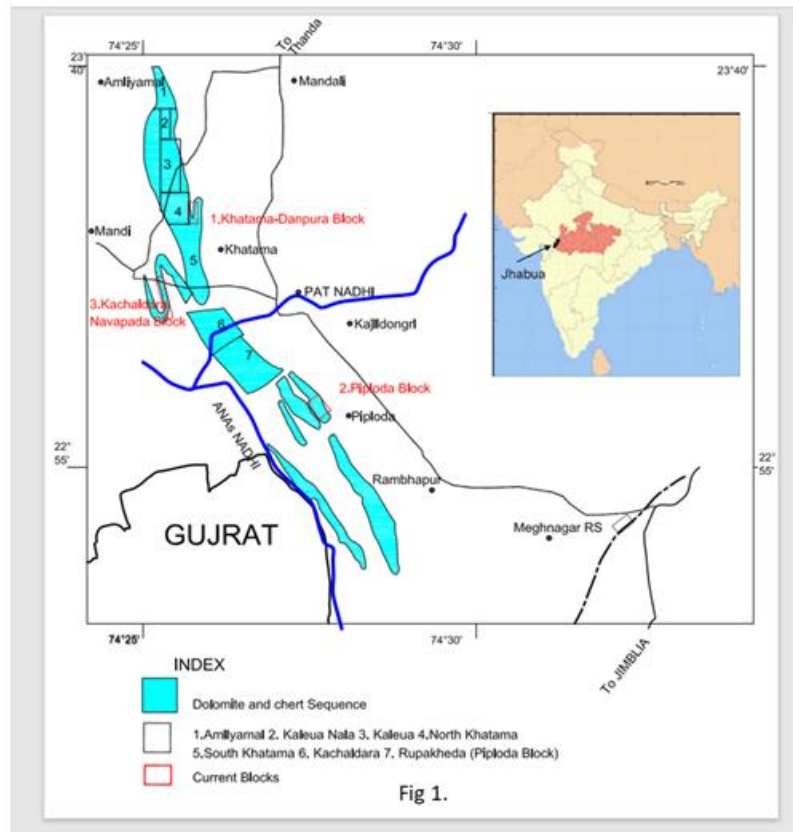 74°25'
To
Thanda
74°30'
23°
40'
23°40'
Amliyamal
1
Mandali
2
3
4
1.Khatama-Danpura Block
Mandi
5
Khatama
Jhabua
3.Kachaldara
Navapada Block
PAT NADHI
6
Kajlidongri
7
2.Piploda Block
Piploda
ANAs NADHI
22°
55'
22°
55'
Rambhapur
GUJRAT
Meghnagar RS
74°25'
74°30'
To JIMBLIA
INDEX
Dolomite and chert Sequence
1.Amllyamal 2. Kaleua Nala 3. Kaleua 4.North Khatama
5.South Khatama 6, Kachaldara 7, Rupakheda (Piploda Block)
Current Blocks
Fig 1.